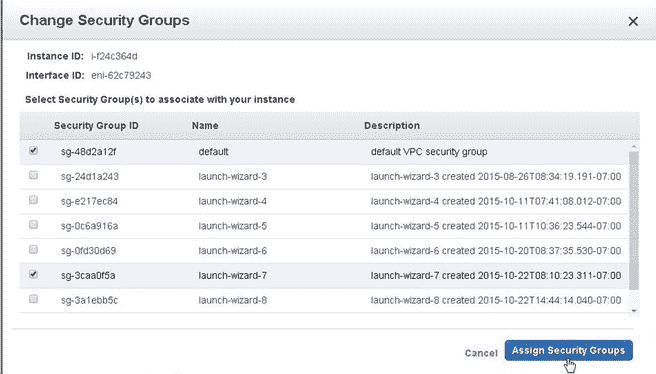 Change Security Groups
Instance ID: i-f24c364d
Interface ID: eni-62c79243
Select Security Group(s) to associate with your instance
Security Group ID Name Description
sg-48d2a12f default default VPC security group
sg-24d1a243 launch-wizard-3 launch-wizard-3 created 2015-08-26T08:34:19.191-07:00
sg-e217ec84 launch-wizard-4 launch-wizard-4 created 2015-10-11T07:41:08.012-07:00
sg-0c6a916a launch-wizard-5 launch-wizard-5 created 2015-10-11T10:36:23.544-07:00
sg-0fd30d69 launch-wizard-6 launch-wizard-6 created 2015-10-20T08:37:35.530-07:00
sg-3caa0f5a launch-wizard-7 launch-wizard-7 created 2015-10-22T08:10:23.311-07:00
sg-3a1ebb5c launch-wizard-8 launch-wizard-8 created 2015-10-22T14:44:14.040-07:00
Cancel Assign Security Groups